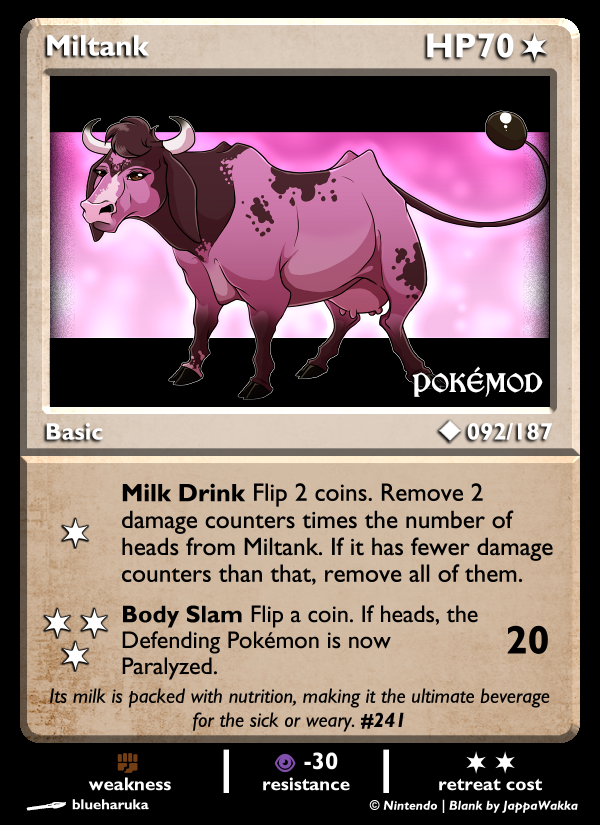 Miltank HP70
POKÉMOD
Basic 092/187
Milk Drink Flip 2 coins. Remove 2
damage counters times the number of
heads from Miltank. If it has fewer damage
counters than that, remove all of them.
Body Slam Flip a coin. If heads, the
Defending Pokémon is now
Paralyzed.
20
Its milk is packed with nutrition, making it the ultimate beverage
for the sick or weary. #241
-30
weakness resistance retreat cost
blueharuka © Nintendo | Blank by JappaWakka